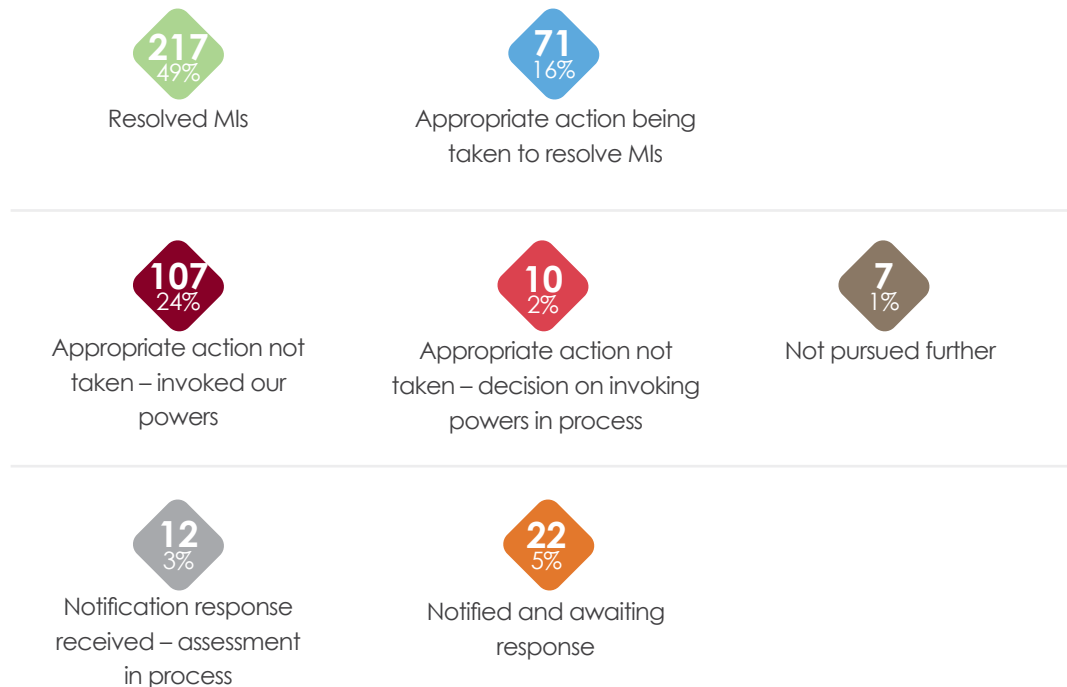 217
49%
Resolved MIs
71
16%
Appropriate action being
taken to resolve MIs
107
24%
Appropriate action not
taken – invoked our
powers
10
2%
Appropriate action not
taken – decision on invoking
powers in process
7
1%
Not pursued further
12
3%
Notification response
received – assessment
in process
22
5%
Notified and awaiting
response